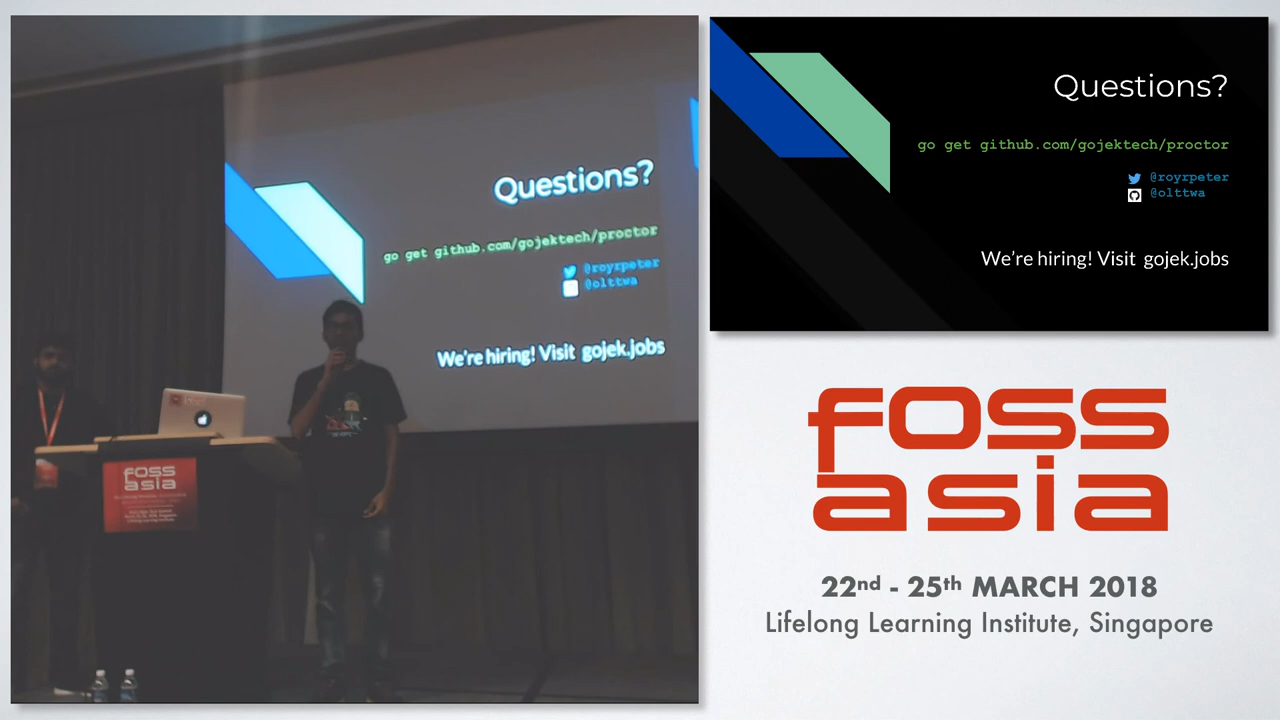 Questions?
go get github.com/gojektech/proctor
@royrpeter
@olttwa
We're hiring! Visit gojek.jobs
foss
asia
Questions?
go get github.com/gojektech/proctor
@royrpeter
@olttwa
We're hiring! Visit gojek.jobs
foss
asia
22nd - 25th MARCH 2018
Lifelong Learning Institute, Singapore